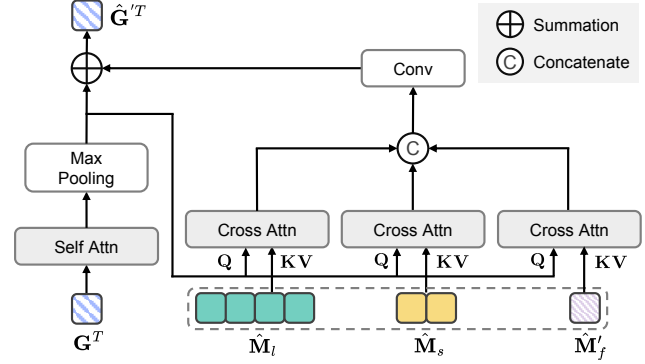 Ĝ'ᵀ
Summation
C Concatenate
Conv
C
Max
Pooling
Cross Attn Cross Attn Cross Attn
Self Attn
Q KV Q KV Q KV
Gᵀ M̂ₗ M̂ₛ M̂'_f